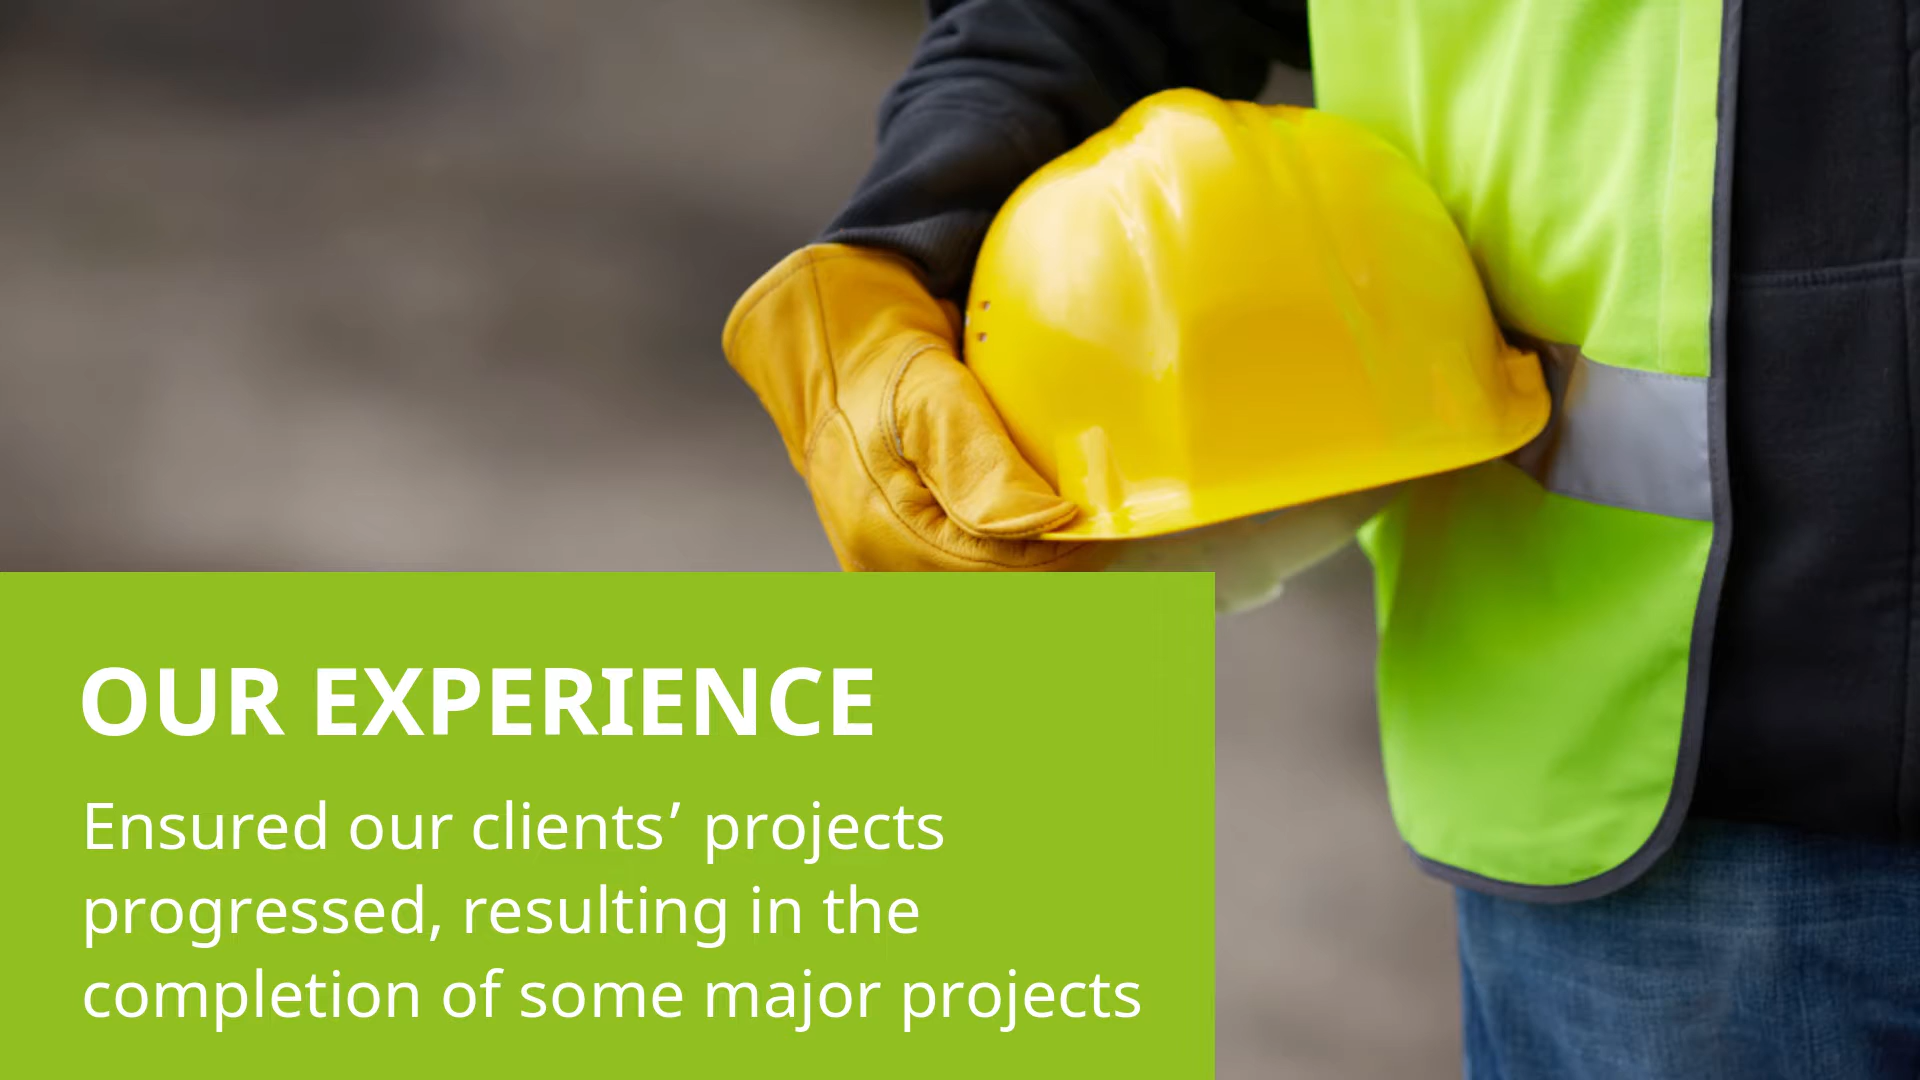 OUR EXPERIENCE
Ensured our clients’ projects
progressed, resulting in the
completion of some major projects